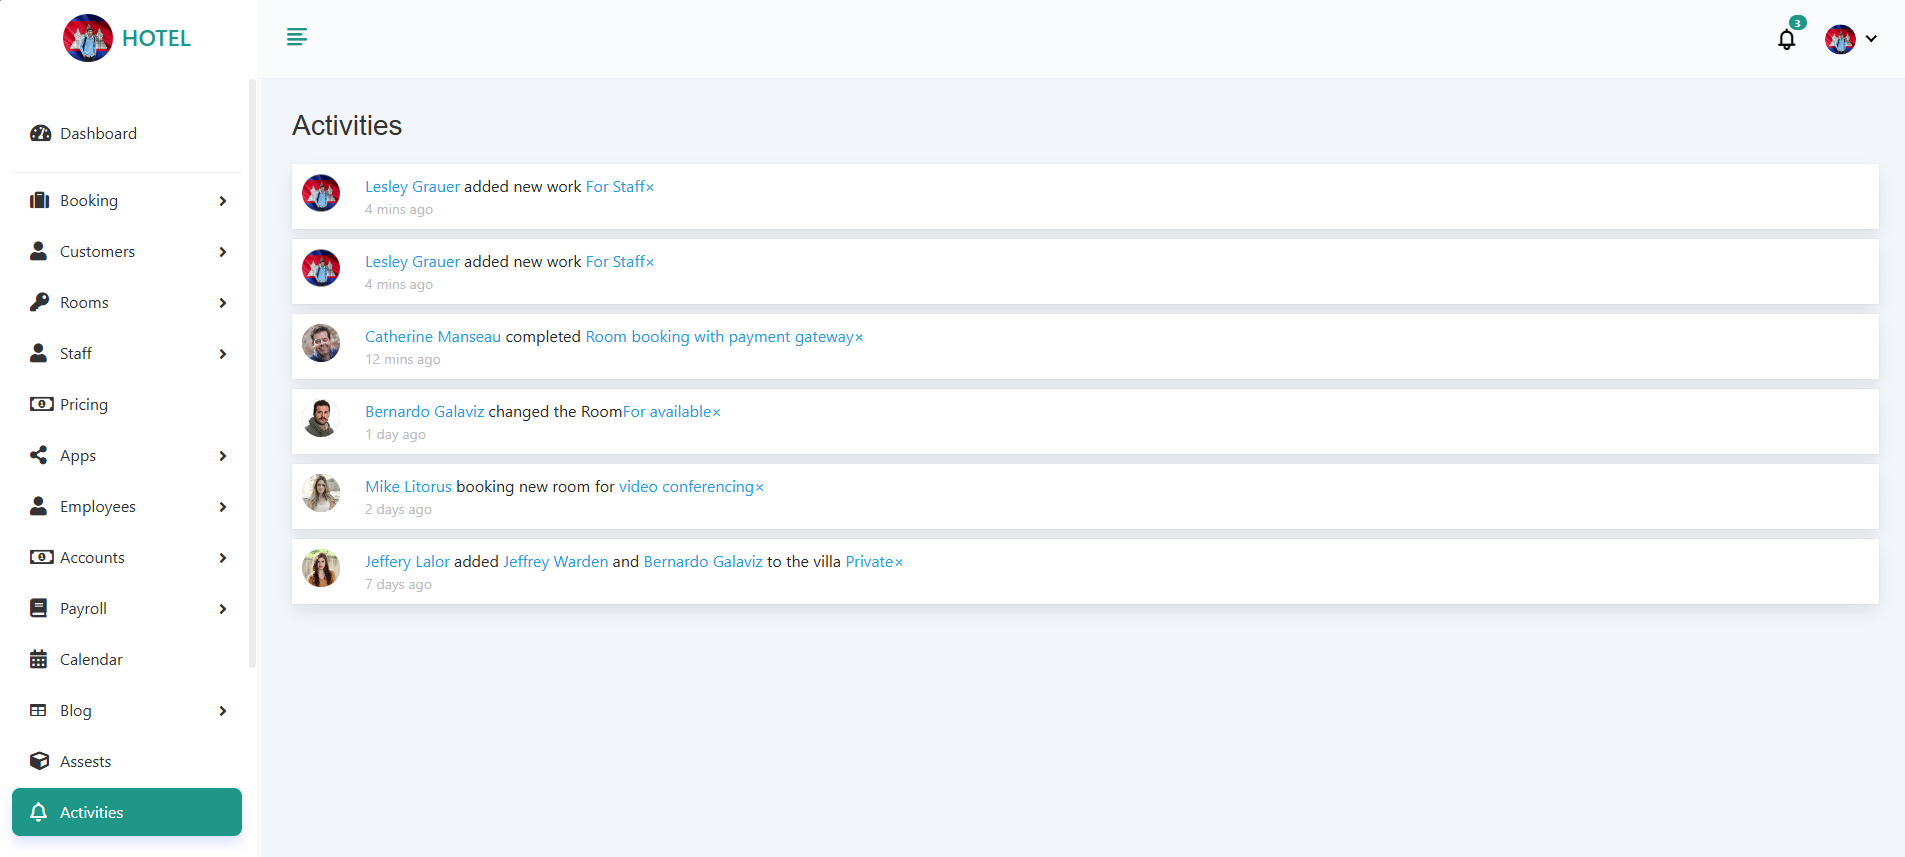 HOTEL
3
Dashboard
Booking
Customers
Rooms
Staff
Pricing
Apps
Employees
Accounts
Payroll
Calendar
Blog
Assests
Activities
Activities
Lesley Grauer added new work For Staff×
4 mins ago
Lesley Grauer added new work For Staff×
4 mins ago
Catherine Manseau completed Room booking with payment gateway×
12 mins ago
Bernardo Galaviz changed the RoomFor available×
1 day ago
Mike Litorus booking new room for video conferencing×
2 days ago
Jeffery Lalor added Jeffrey Warden and Bernardo Galaviz to the villa Private×
7 days ago